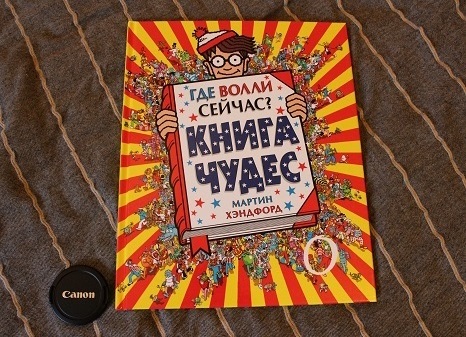 ГДЕ ВОЛЛИ
СЕЙЧАС?
КНИГА
ЧУДЕС
МАРТИН
ХЭНДФОРД
Canon